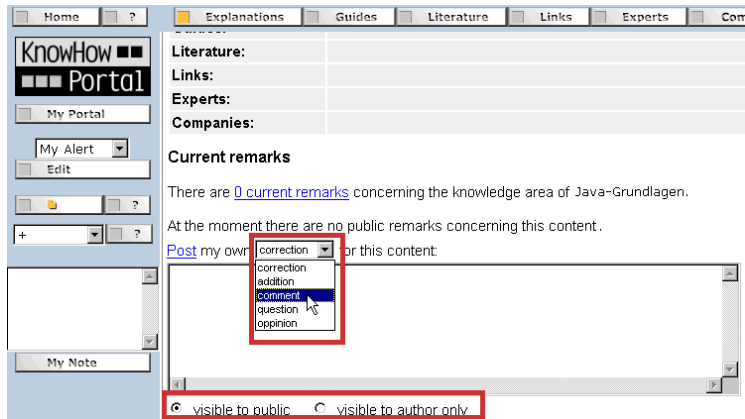 Home ? Explanations Guides Literature Links Experts Com
KnowHow
Portal
My Portal
My Alert
Edit
?
+ ?
My Note
Literature:
Links:
Experts:
Companies:
Current remarks
There are 0 current remarks concerning the knowledge area of Java-Grundlagen.
At the moment there are no public remarks concerning this content.
Post my own correction for this content:
correction
addition
comment
question
oppinion
visible to public visible to author only